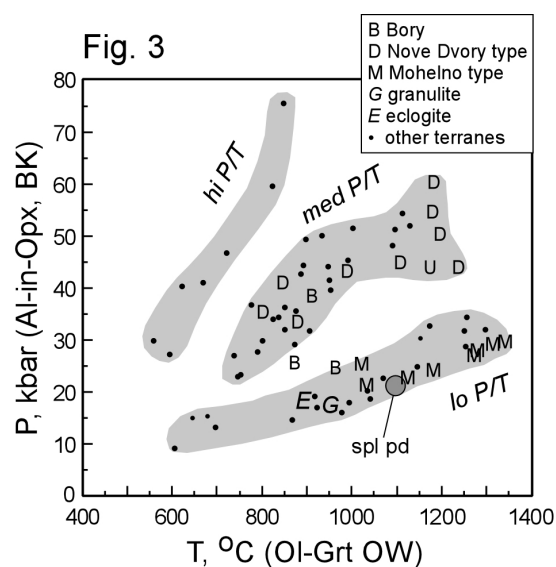 Fig. 3
B Bory
D Nove Dvory type
M Mohelno type
G granulite
E eclogite
• other terranes
80
70
60
50
40
30
20
10
0
P, kbar (Al-in-Opx, BK)
hi P/T
med P/T
lo P/T
D
D
D
D
D
U
D
D
D
D
D
B
B
B
M
M
M
M
M
M
M
E
G
spl pd
400
600
800
1000
1200
1400
T, °C (Ol-Grt OW)